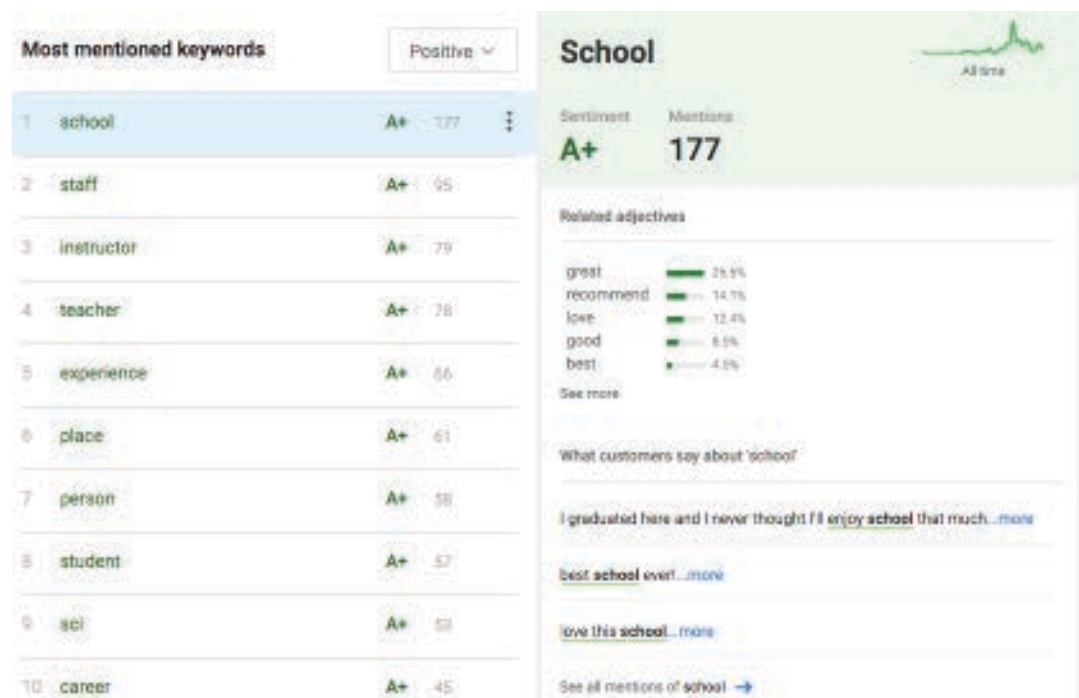 Most mentioned keywords
Positive
1 school A+ 177
2 staff A+ 95
3 instructor A+ 79
4 teacher A+ 78
5 experience A+ 66
6 place A+ 61
7 person A+ 58
8 student A+ 57
9 sci A+
10 career A+ 45
School
All time
Sentiment Mentions
A+ 177
Related adjectives
great
recommend 14.1%
love 12.4%
good
best
See more
What customers say about 'school'
I graduated here and I never thought I'll enjoy school that much...more
best school ever!...more
love this school...more
See all mentions of school